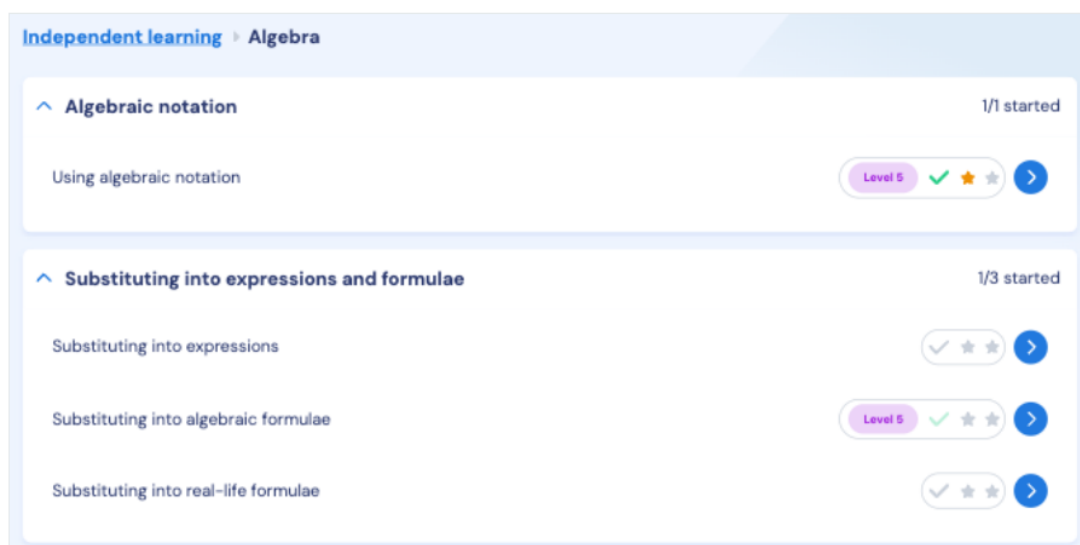 Independent learning Algebra
Algebraic notation 1/1 started
Using algebraic notation Level 5
Substituting into expressions and formulae 1/3 started
Substituting into expressions
Substituting into algebraic formulae Level 5
Substituting into real-life formulae